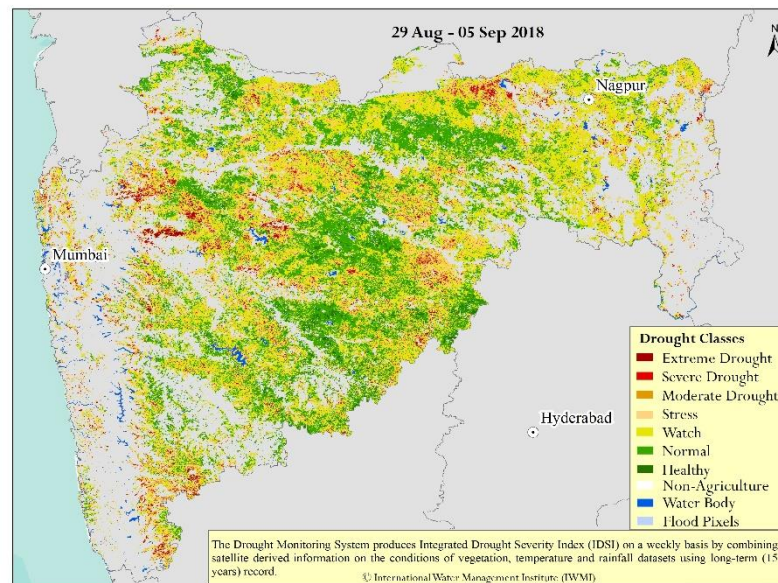 29 Aug - 05 Sep 2018
N
Nagpur
Mumbai
Hyderabad
Drought Classes
Extreme Drought
Severe Drought
Moderate Drought
Stress
Watch
Normal
Healthy
Non-Agriculture
Water Body
Flood Pixels
The Drought Monitoring System produces Integrated Drought Severity Index (IDSI) on a weekly basis by combining
satellite derived information on the conditions of vegetation, temperature and rainfall datasets using long-term (15
years) record.
© International Water Management Institute (IWMI)